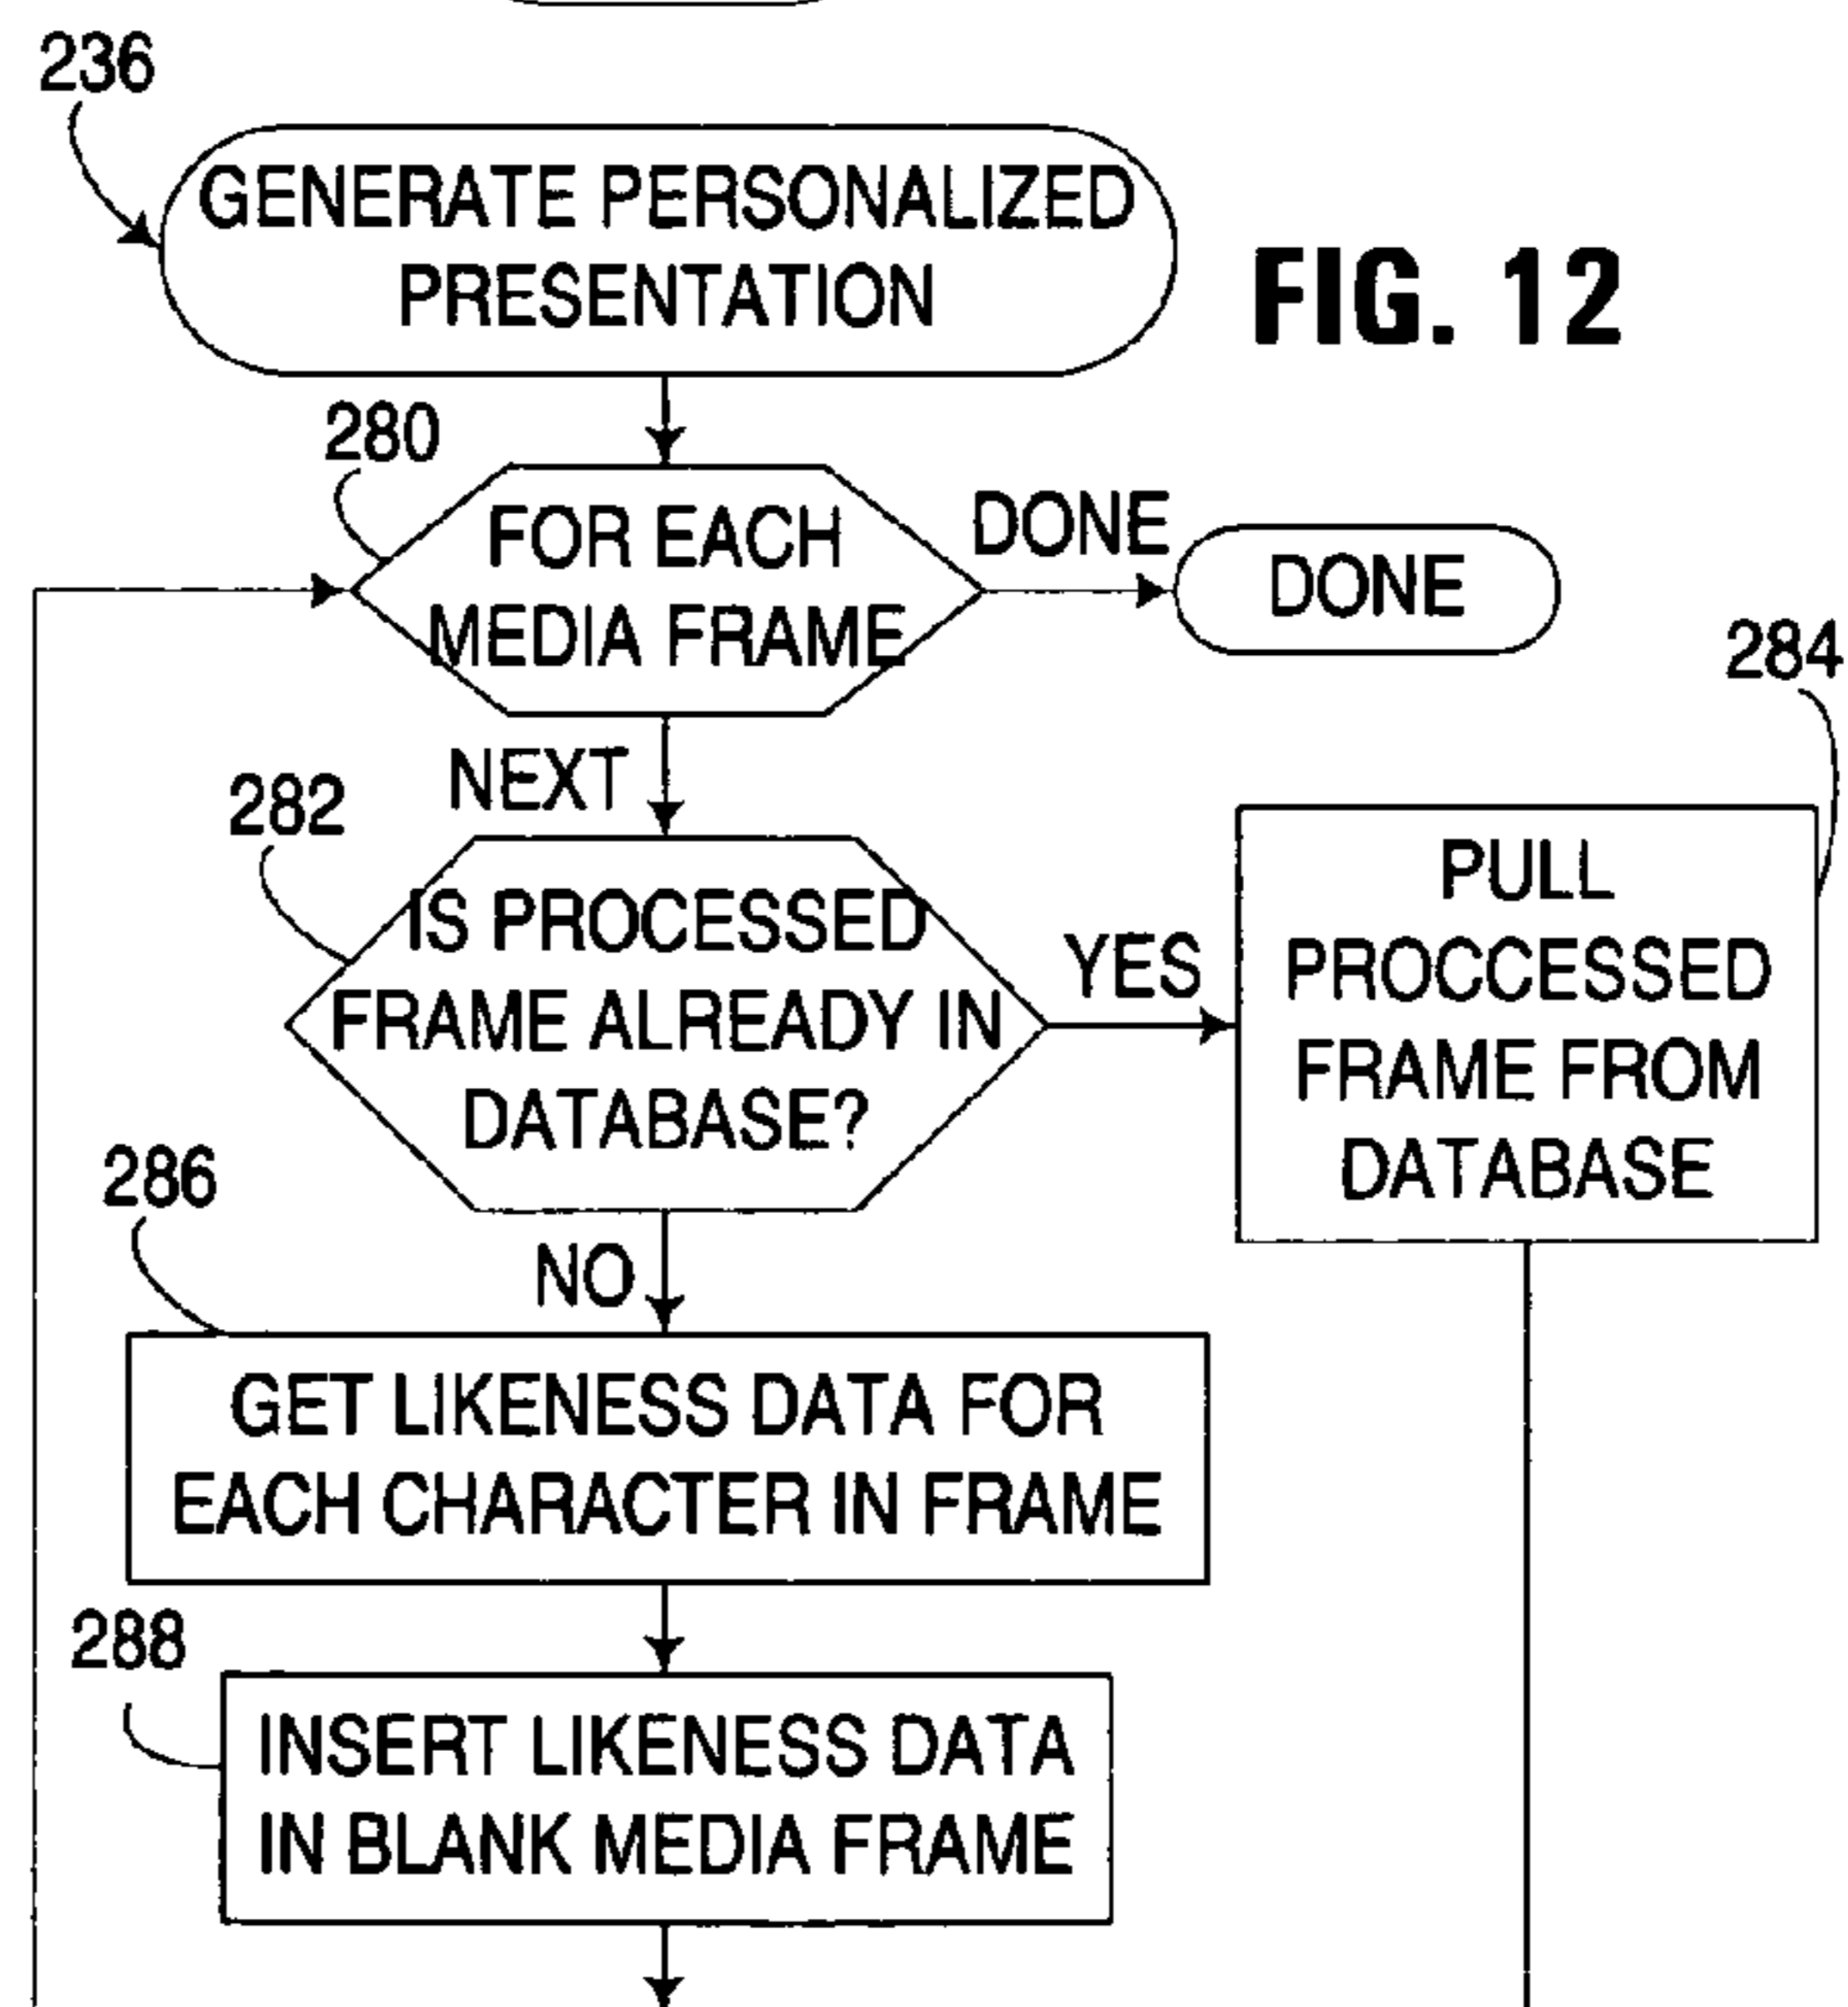 236
GENERATE PERSONALIZED
PRESENTATION
FIG. 12
280
FOR EACH
MEDIA FRAME
DONE
DONE
284
NEXT
282
IS PROCESSED
FRAME ALREADY IN
DATABASE?
YES
PULL
PROCCESSED
FRAME FROM
DATABASE
286
NO
GET LIKENESS DATA FOR
EACH CHARACTER IN FRAME
288
INSERT LIKENESS DATA
IN BLANK MEDIA FRAME